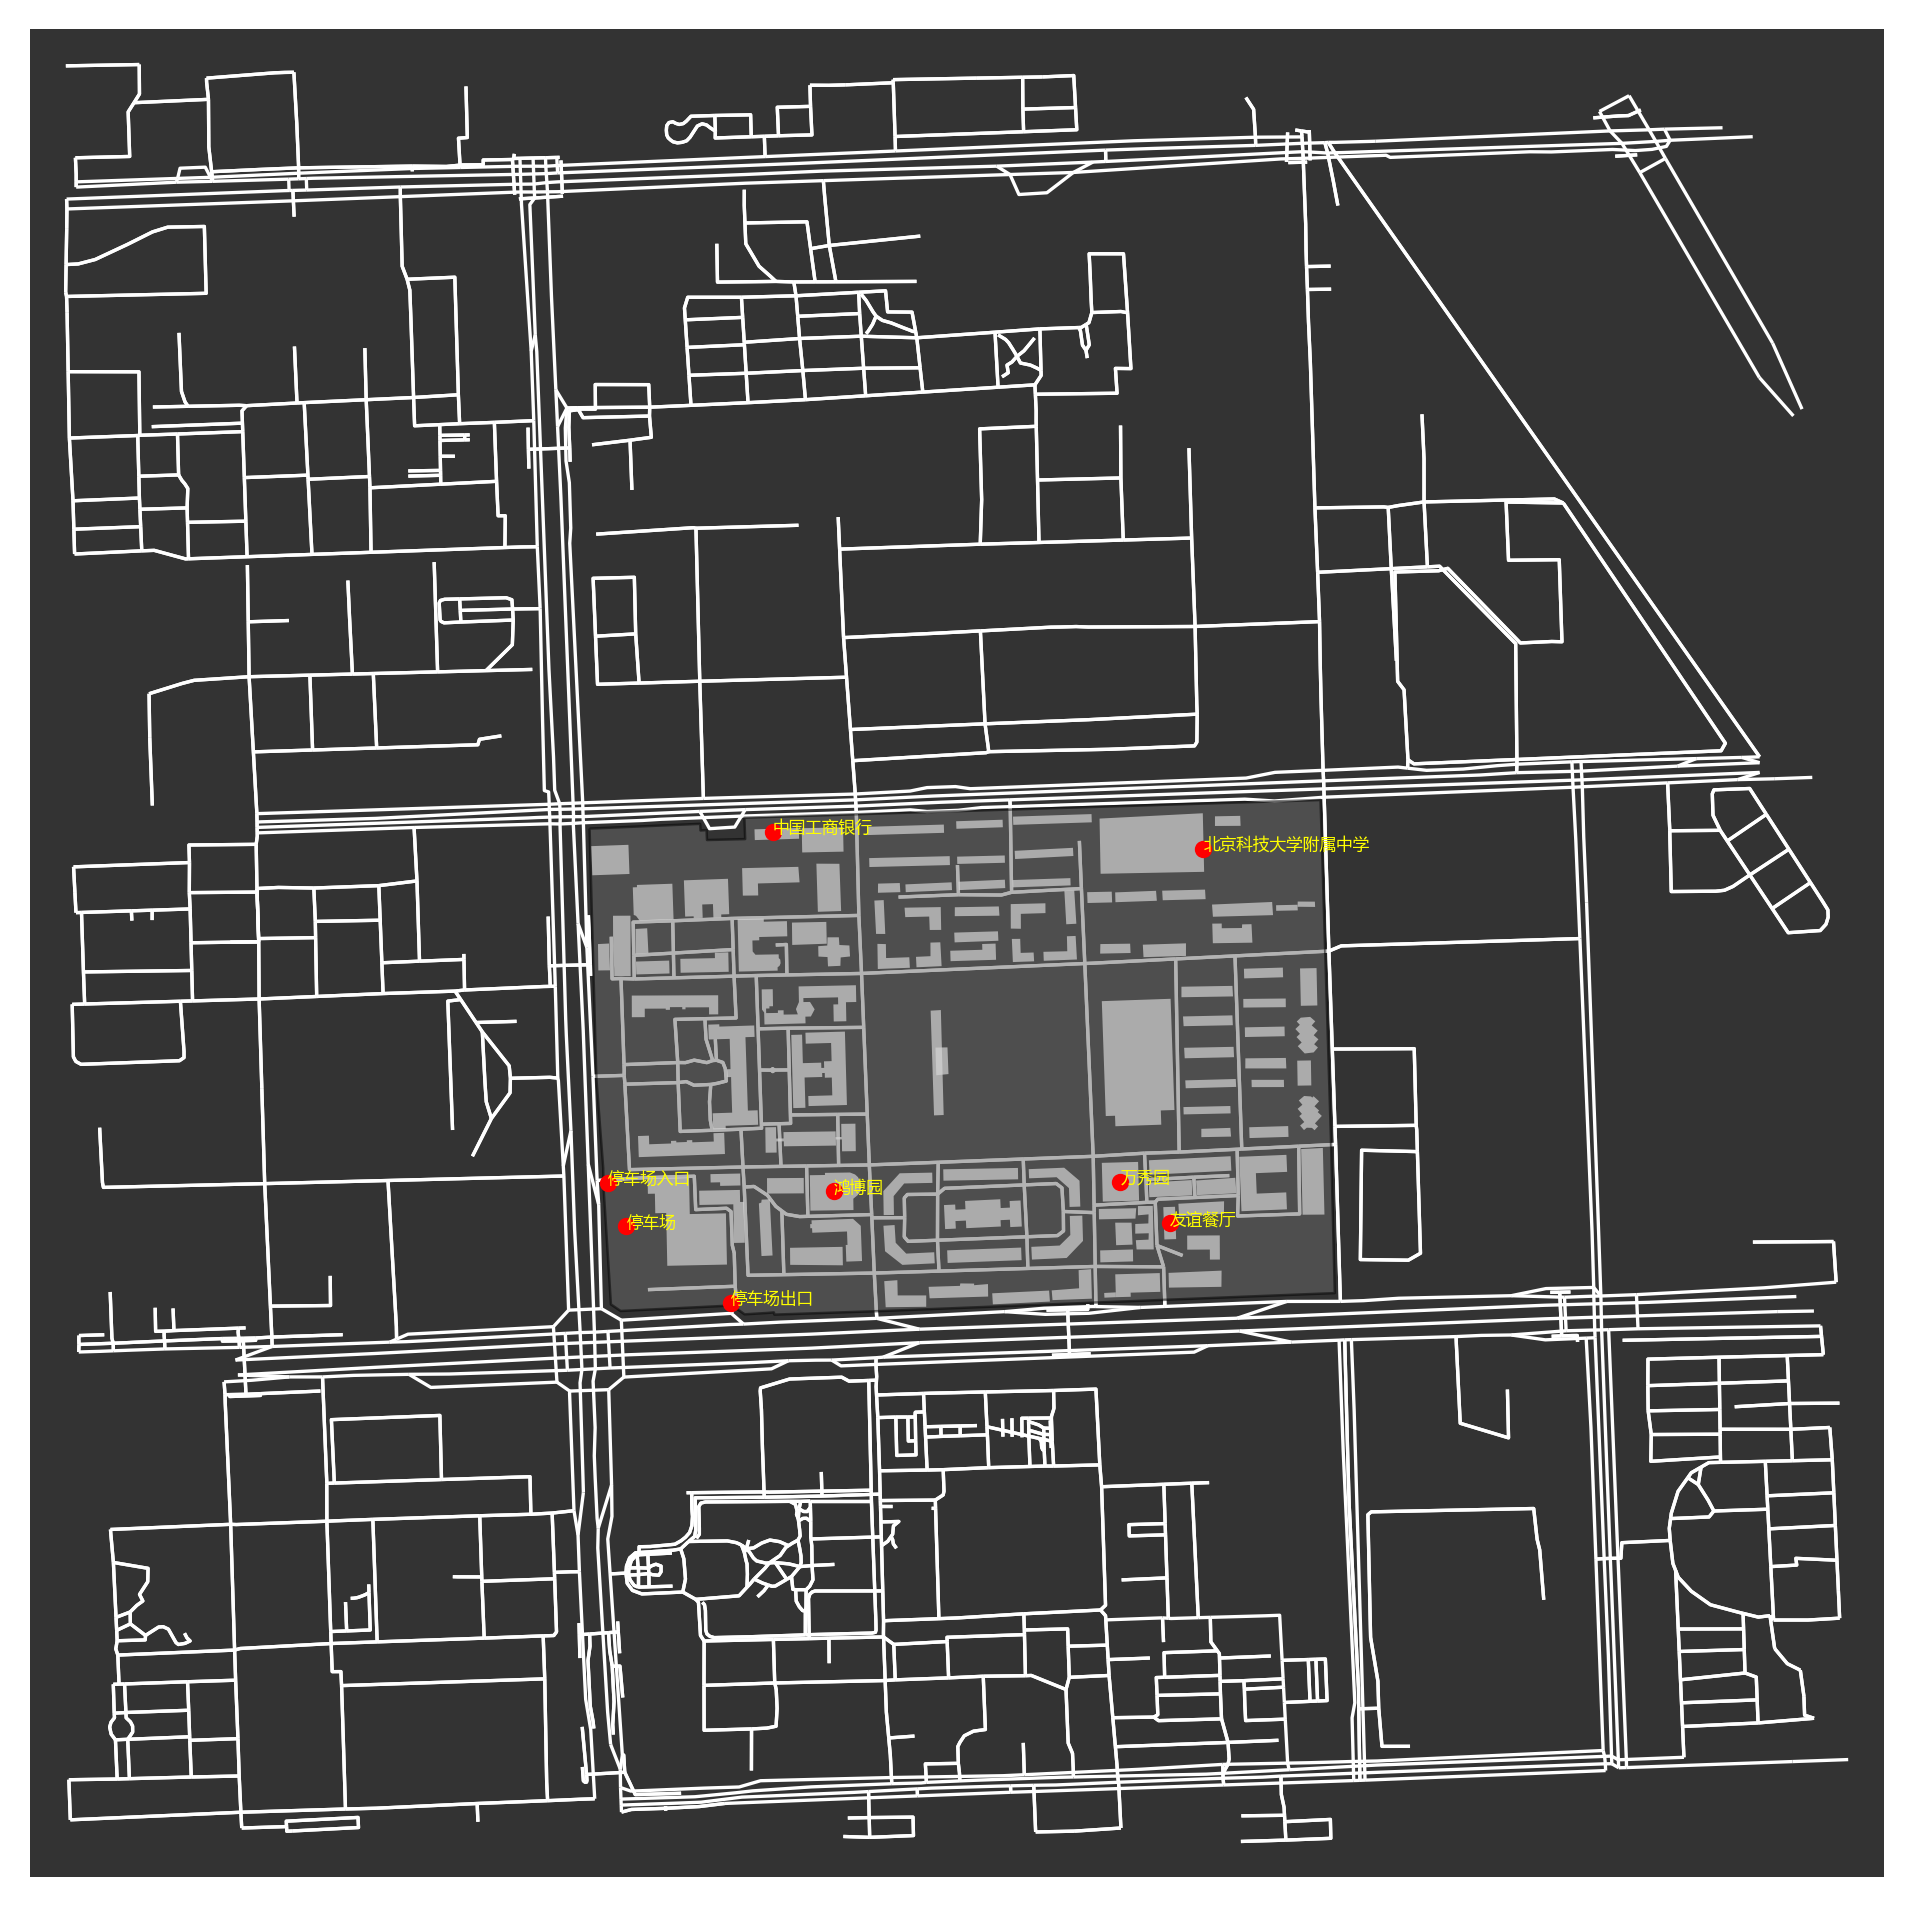 中国工商银行
北京科技大学附属中学
停车场入口
鸿博园
万秀园
停车场
友谊餐厅
停车场出口